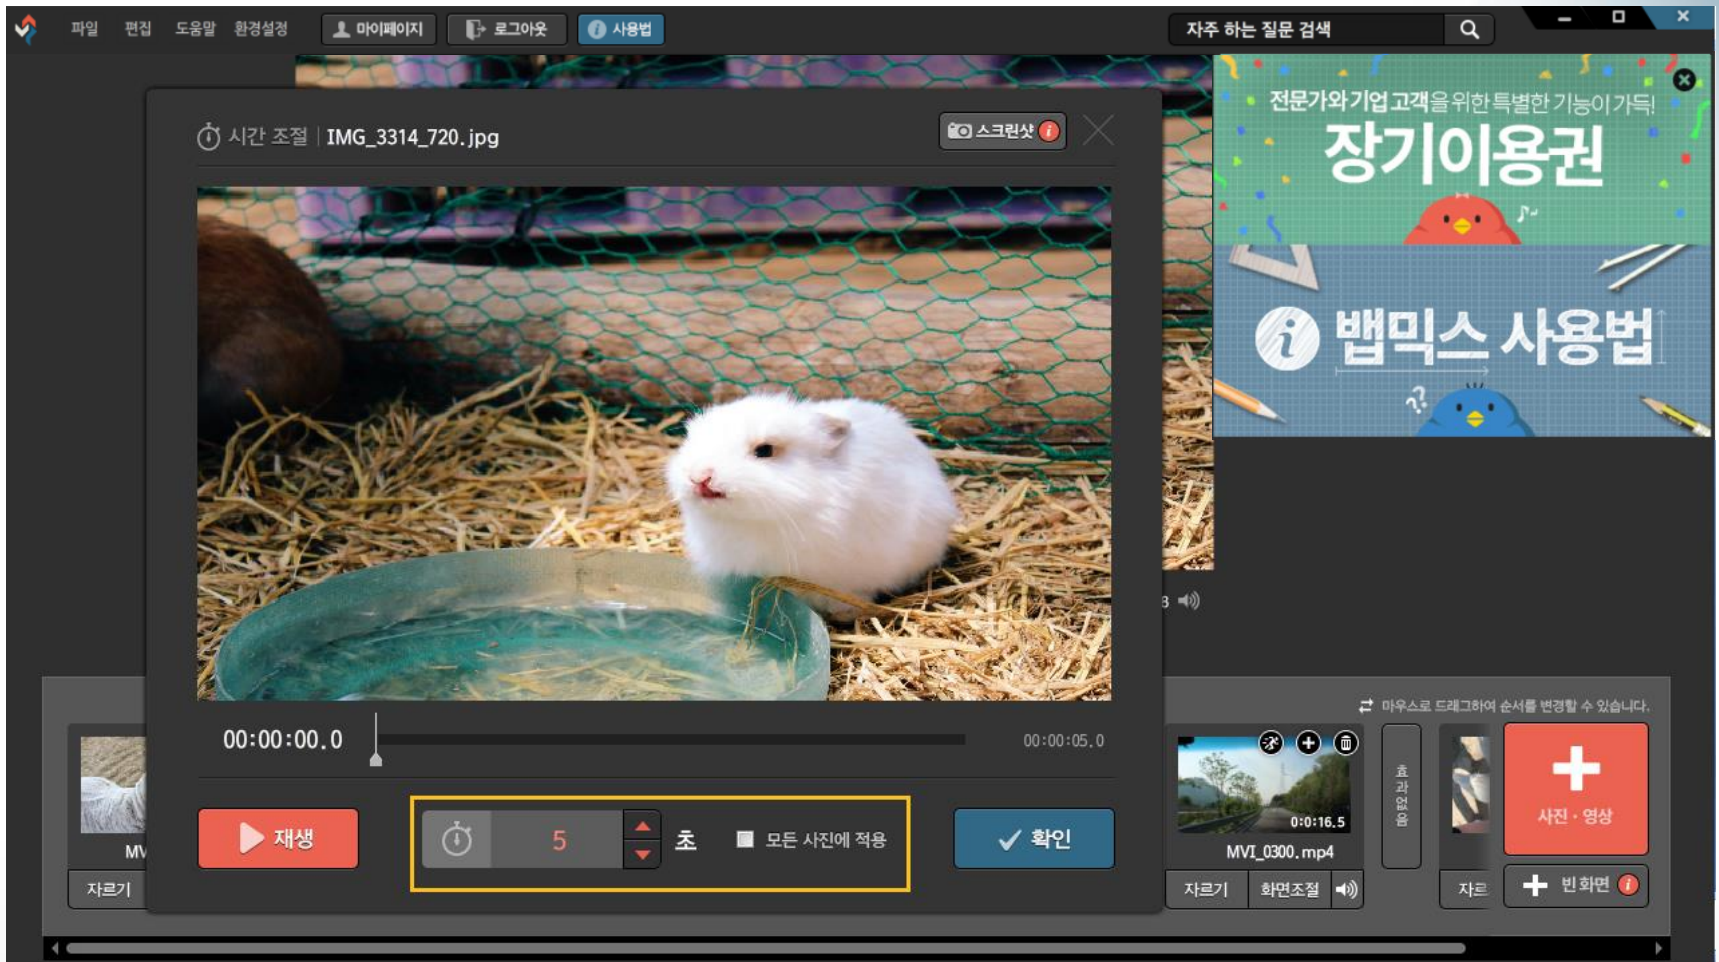 파일 편집 도움말 환경설정 마이페이지 로그아웃 사용법 자주 하는 질문 검색
전문가와 기업 고객을 위한 특별한 기능이 가득!
장기이용권
뱁믹스 사용법
??
시간 조절 IMG_3314_720.jpg 스크린샷
00:00:00.0 00:00:05.0
재생 5 초 모든 사진에 적용 확인
마우스로 드래그하여 순서를 변경할 수 있습니다.
0:0:16.5
MVI_0300.mp4
MV
자르기
자르기 화면조절
효과없음
자르
사진 · 영상
빈화면